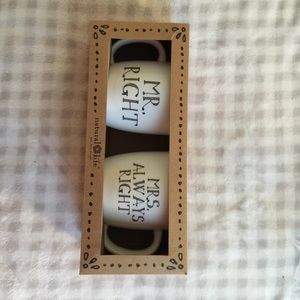 MR.
RIGHT
MRS.
ALWAYS
RIGHT
natural life